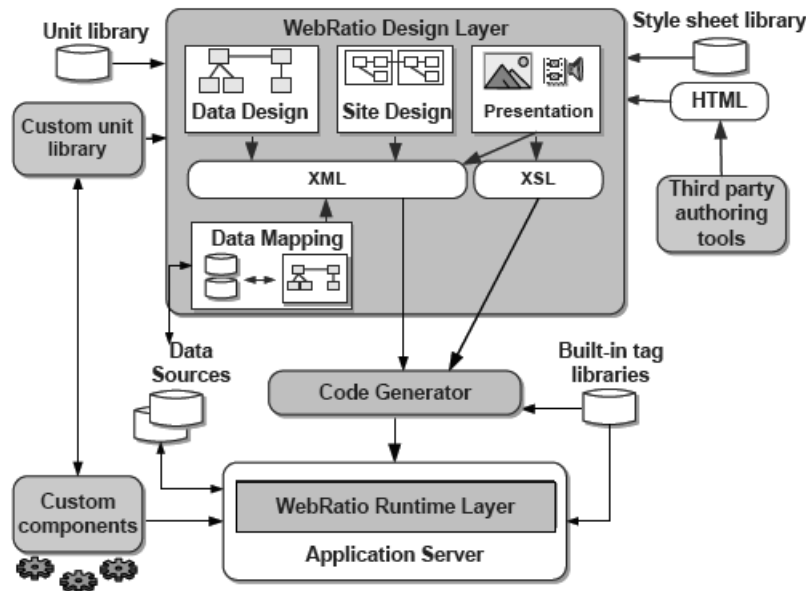 WebRatio Design Layer
Unit library
Style sheet library
Data Design
Site Design
Presentation
HTML
Custom unit
library
XML
XSL
Third party
authoring
tools
Data Mapping
Data
Sources
Built-in tag
libraries
Code Generator
Custom
components
WebRatio Runtime Layer
Application Server